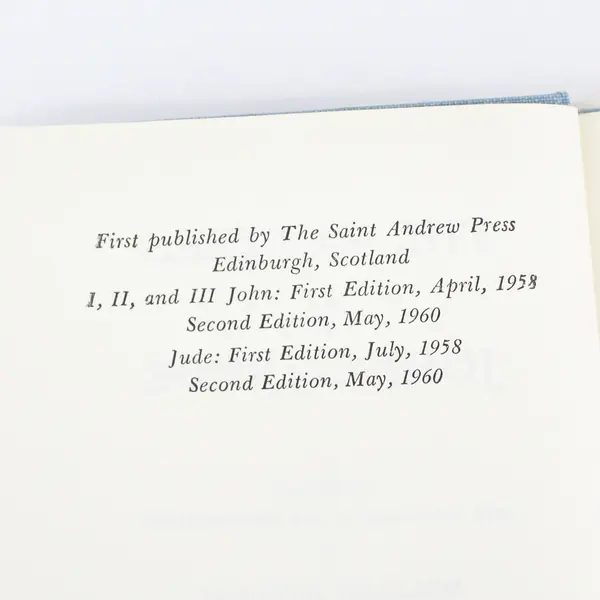 First published by The Saint Andrew Press
Edinburgh, Scotland
I, II, and III John: First Edition, April, 1958
Second Edition, May, 1960
Jude: First Edition, July, 1958
Second Edition, May, 1960